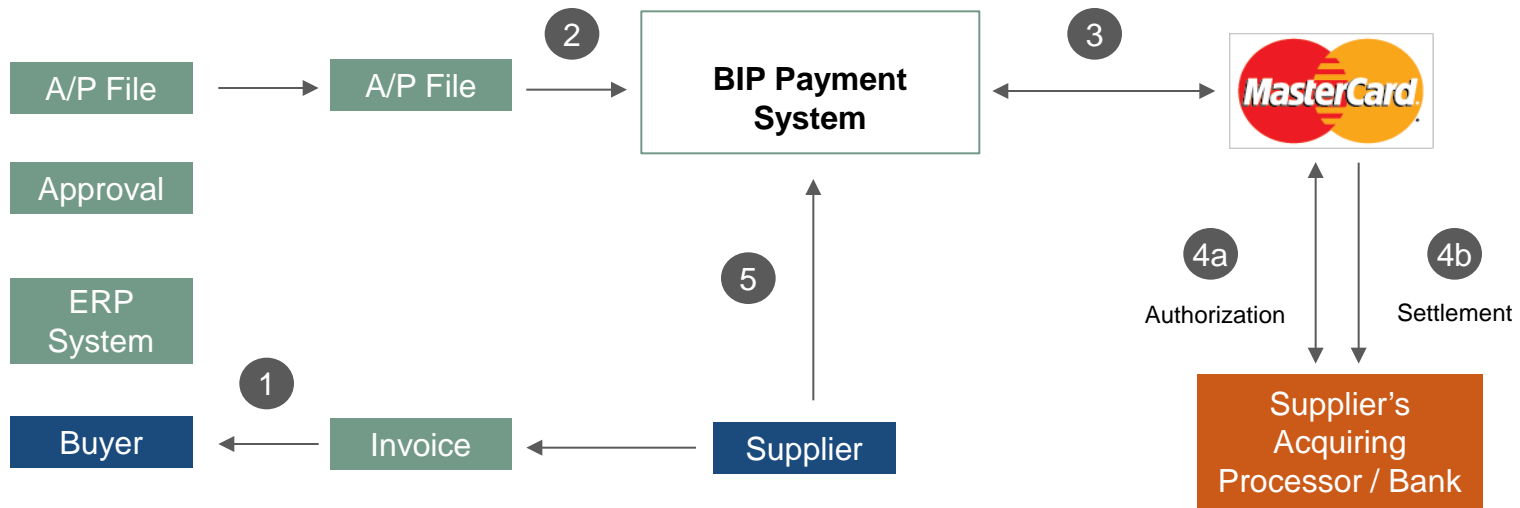 2
3
A/P File
A/P File
BIP Payment
System
MasterCard
Approval
4a
4b
5
Authorization
Settlement
ERP
System
1
Buyer
Invoice
Supplier
Supplier's
Acquiring
Processor / Bank